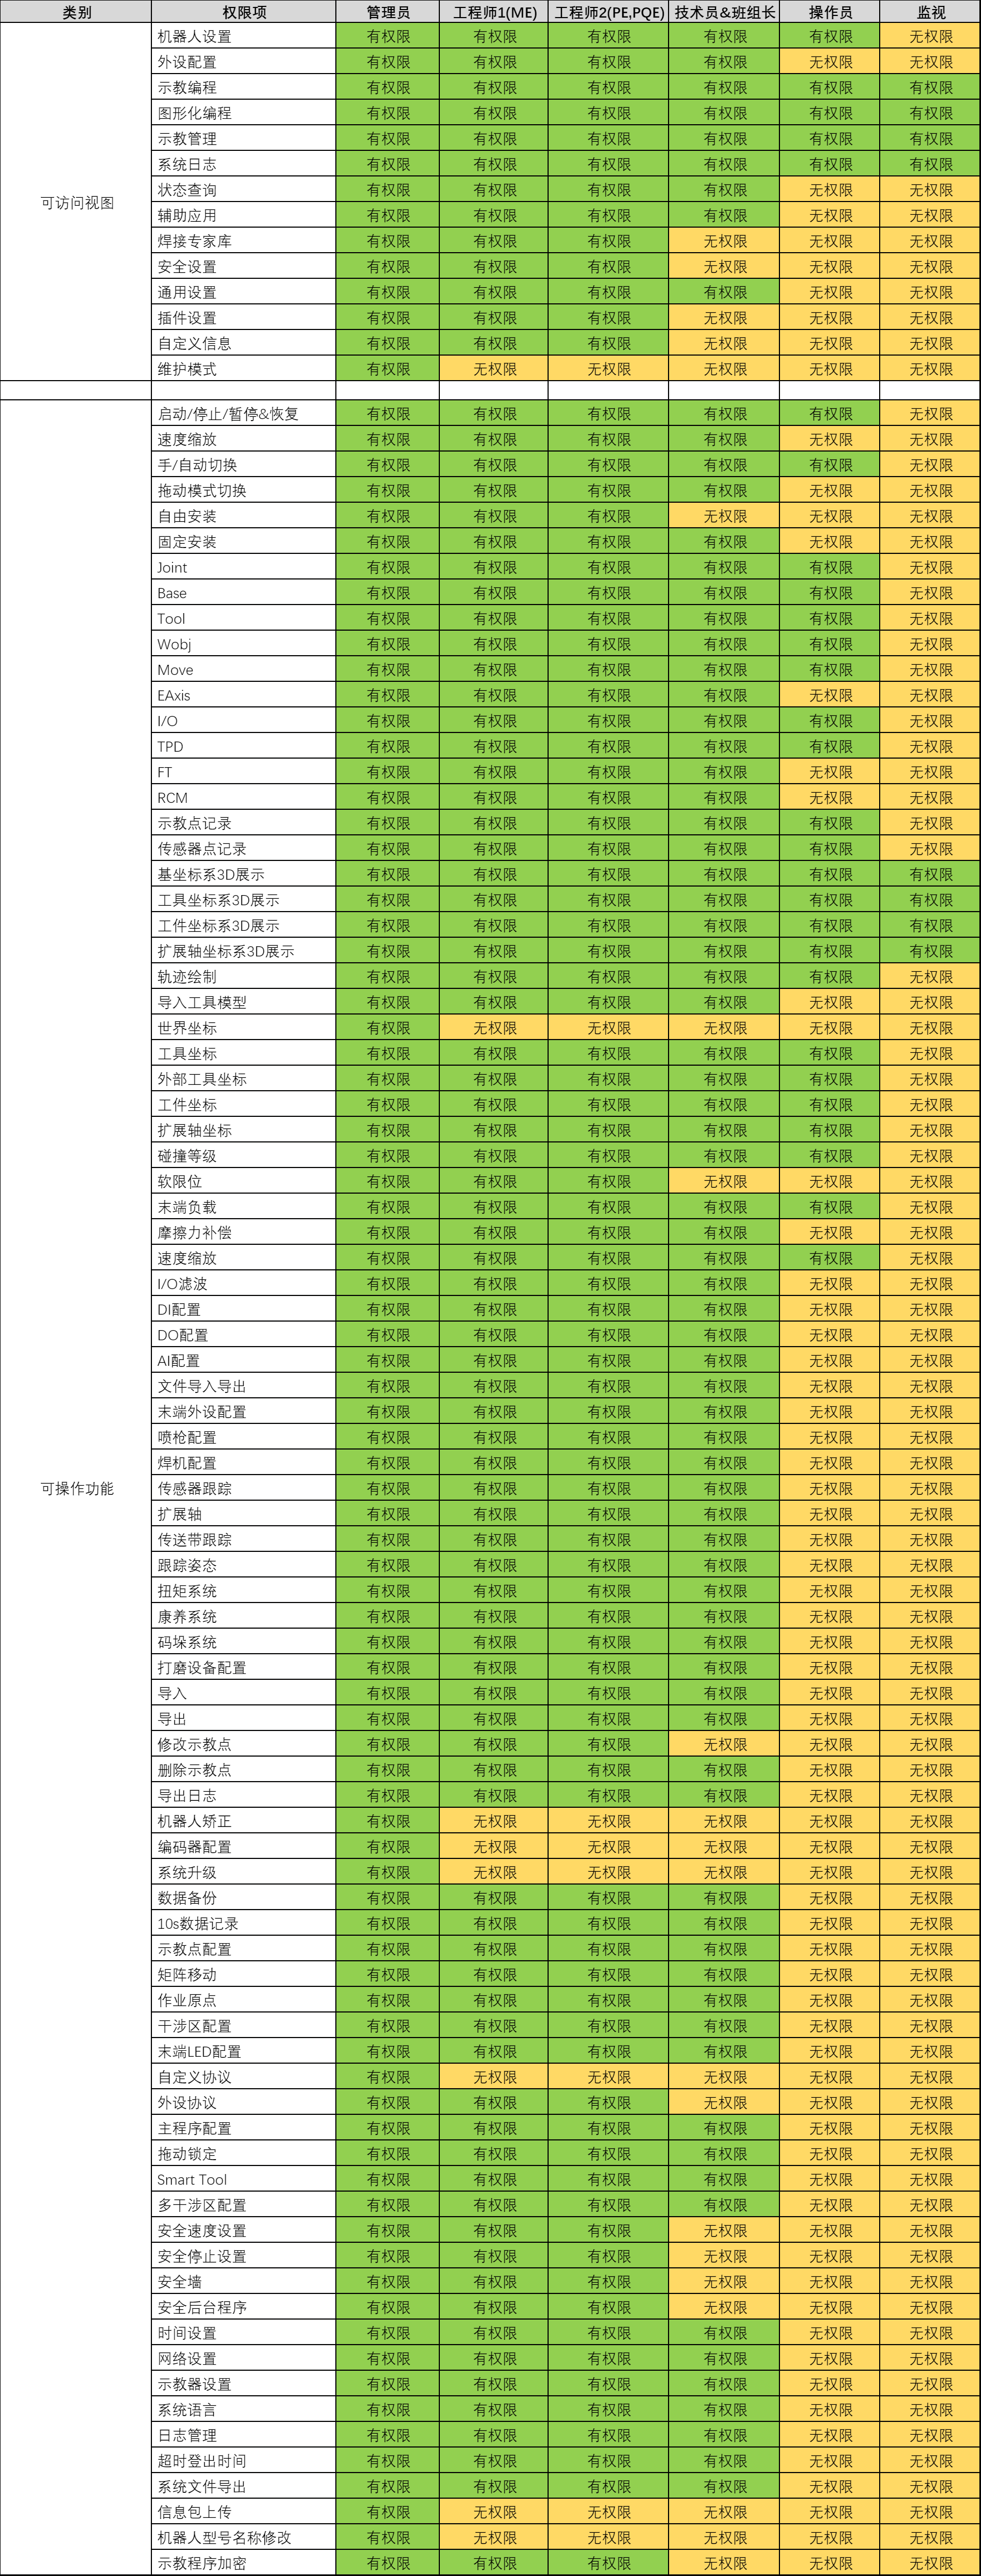 类别 权限项 管理员 工程师1(ME) 工程师2(PE,PQE) 技术员&班组长 操作员 监视
可访问视图
机器人设置 有权限 有权限 有权限 有权限 有权限 无权限
外设配置 有权限 有权限 有权限 有权限 无权限 无权限
示教编程 有权限 有权限 有权限 有权限 有权限 有权限
图形化编程 有权限 有权限 有权限 有权限 有权限 有权限
示教管理 有权限 有权限 有权限 有权限 有权限 有权限
系统日志 有权限 有权限 有权限 有权限 有权限 有权限
状态查询 有权限 有权限 有权限 有权限 无权限 无权限
辅助应用 有权限 有权限 有权限 有权限 无权限 无权限
焊接专家库 有权限 有权限 有权限 无权限 无权限 无权限
安全设置 有权限 有权限 有权限 无权限 无权限 无权限
通用设置 有权限 有权限 有权限 有权限 无权限 无权限
插件设置 有权限 有权限 有权限 无权限 无权限 无权限
自定义信息 有权限 有权限 有权限 无权限 无权限 无权限
维护模式 有权限 无权限 无权限 无权限 无权限 无权限
可操作功能
启动/停止/暂停&恢复 有权限 有权限 有权限 有权限 有权限 无权限
速度缩放 有权限 有权限 有权限 有权限 无权限 无权限
手/自动切换 有权限 有权限 有权限 有权限 有权限 无权限
拖动模式切换 有权限 有权限 有权限 有权限 无权限 无权限
自由安装 有权限 有权限 有权限 无权限 无权限 无权限
固定安装 有权限 有权限 有权限 有权限 无权限 无权限
Joint 有权限 有权限 有权限 有权限 有权限 无权限
Base 有权限 有权限 有权限 有权限 有权限 无权限
Tool 有权限 有权限 有权限 有权限 有权限 无权限
Wobj 有权限 有权限 有权限 有权限 有权限 无权限
Move 有权限 有权限 有权限 有权限 有权限 无权限
EAxis 有权限 有权限 有权限 有权限 无权限 无权限
I/O 有权限 有权限 有权限 有权限 有权限 无权限
TPD 有权限 有权限 有权限 有权限 有权限 无权限
FT 有权限 有权限 有权限 有权限 无权限 无权限
RCM 有权限 有权限 有权限 有权限 无权限 无权限
示教点记录 有权限 有权限 有权限 有权限 有权限 无权限
传感器点记录 有权限 有权限 有权限 有权限 有权限 无权限
基坐标系3D展示 有权限 有权限 有权限 有权限 有权限 有权限
工具坐标系3D展示 有权限 有权限 有权限 有权限 有权限 有权限
工件坐标系3D展示 有权限 有权限 有权限 有权限 有权限 有权限
扩展轴坐标系3D展示 有权限 有权限 有权限 有权限 有权限 有权限
轨迹绘制 有权限 有权限 有权限 有权限 有权限 无权限
导入工具模型 有权限 有权限 有权限 有权限 无权限 无权限
世界坐标 有权限 无权限 无权限 无权限 无权限 无权限
工具坐标 有权限 有权限 有权限 有权限 有权限 无权限
外部工具坐标 有权限 有权限 有权限 有权限 有权限 无权限
工件坐标 有权限 有权限 有权限 有权限 有权限 无权限
扩展轴坐标 有权限 有权限 有权限 有权限 有权限 无权限
碰撞等级 有权限 有权限 有权限 有权限 有权限 无权限
软限位 有权限 有权限 有权限 无权限 无权限 无权限
末端负载 有权限 有权限 有权限 有权限 有权限 无权限
摩擦力补偿 有权限 有权限 有权限 有权限 无权限 无权限
速度缩放 有权限 有权限 有权限 有权限 有权限 无权限
I/O滤波 有权限 有权限 有权限 有权限 无权限 无权限
DI配置 有权限 有权限 有权限 有权限 无权限 无权限
DO配置 有权限 有权限 有权限 有权限 无权限 无权限
AI配置 有权限 有权限 有权限 有权限 无权限 无权限
文件导入导出 有权限 有权限 有权限 有权限 无权限 无权限
末端外设配置 有权限 有权限 有权限 有权限 无权限 无权限
喷枪配置 有权限 有权限 有权限 有权限 无权限 无权限
焊机配置 有权限 有权限 有权限 有权限 无权限 无权限
传感器跟踪 有权限 有权限 有权限 有权限 无权限 无权限
扩展轴 有权限 有权限 有权限 有权限 无权限 无权限
传送带跟踪 有权限 有权限 有权限 有权限 无权限 无权限
跟踪姿态 有权限 有权限 有权限 有权限 无权限 无权限
扭矩系统 有权限 有权限 有权限 有权限 无权限 无权限
康养系统 有权限 有权限 有权限 有权限 无权限 无权限
码垛系统 有权限 有权限 有权限 有权限 无权限 无权限
打磨设备配置 有权限 有权限 有权限 有权限 无权限 无权限
导入 有权限 有权限 有权限 有权限 无权限 无权限
导出 有权限 有权限 有权限 有权限 无权限 无权限
修改示教点 有权限 有权限 有权限 无权限 无权限 无权限
删除示教点 有权限 有权限 有权限 有权限 无权限 无权限
导出日志 有权限 有权限 有权限 有权限 无权限 无权限
机器人矫正 有权限 无权限 无权限 无权限 无权限 无权限
编码器配置 有权限 无权限 无权限 无权限 无权限 无权限
系统升级 有权限 无权限 无权限 无权限 无权限 无权限
数据备份 有权限 有权限 有权限 有权限 无权限 无权限
10s数据记录 有权限 有权限 有权限 有权限 无权限 无权限
示教点配置 有权限 有权限 有权限 有权限 无权限 无权限
矩阵移动 有权限 有权限 有权限 有权限 无权限 无权限
作业原点 有权限 有权限 有权限 有权限 无权限 无权限
干涉区配置 有权限 有权限 有权限 有权限 无权限 无权限
末端LED配置 有权限 有权限 有权限 有权限 无权限 无权限
自定义协议 有权限 无权限 无权限 无权限 无权限 无权限
外设协议 有权限 有权限 有权限 无权限 无权限 无权限
主程序配置 有权限 有权限 有权限 有权限 无权限 无权限
拖动锁定 有权限 有权限 有权限 有权限 无权限 无权限
Smart Tool 有权限 有权限 有权限 有权限 无权限 无权限
多干涉区配置 有权限 有权限 有权限 有权限 无权限 无权限
安全速度设置 有权限 有权限 有权限 无权限 无权限 无权限
安全停止设置 有权限 有权限 有权限 无权限 无权限 无权限
安全墙 有权限 有权限 有权限 无权限 无权限 无权限
安全后台程序 有权限 有权限 有权限 无权限 无权限 无权限
时间设置 有权限 有权限 有权限 有权限 无权限 无权限
网络设置 有权限 有权限 有权限 有权限 无权限 无权限
示教器设置 有权限 有权限 有权限 有权限 无权限 无权限
系统语言 有权限 有权限 有权限 有权限 无权限 无权限
日志管理 有权限 有权限 有权限 有权限 无权限 无权限
超时登出时间 有权限 有权限 有权限 有权限 无权限 无权限
系统文件导出 有权限 有权限 有权限 有权限 无权限 无权限
信息包上传 有权限 无权限 无权限 无权限 无权限 无权限
机器人型号名称修改 有权限 无权限 无权限 无权限 无权限 无权限
示教程序加密 有权限 有权限 有权限 无权限 无权限 无权限